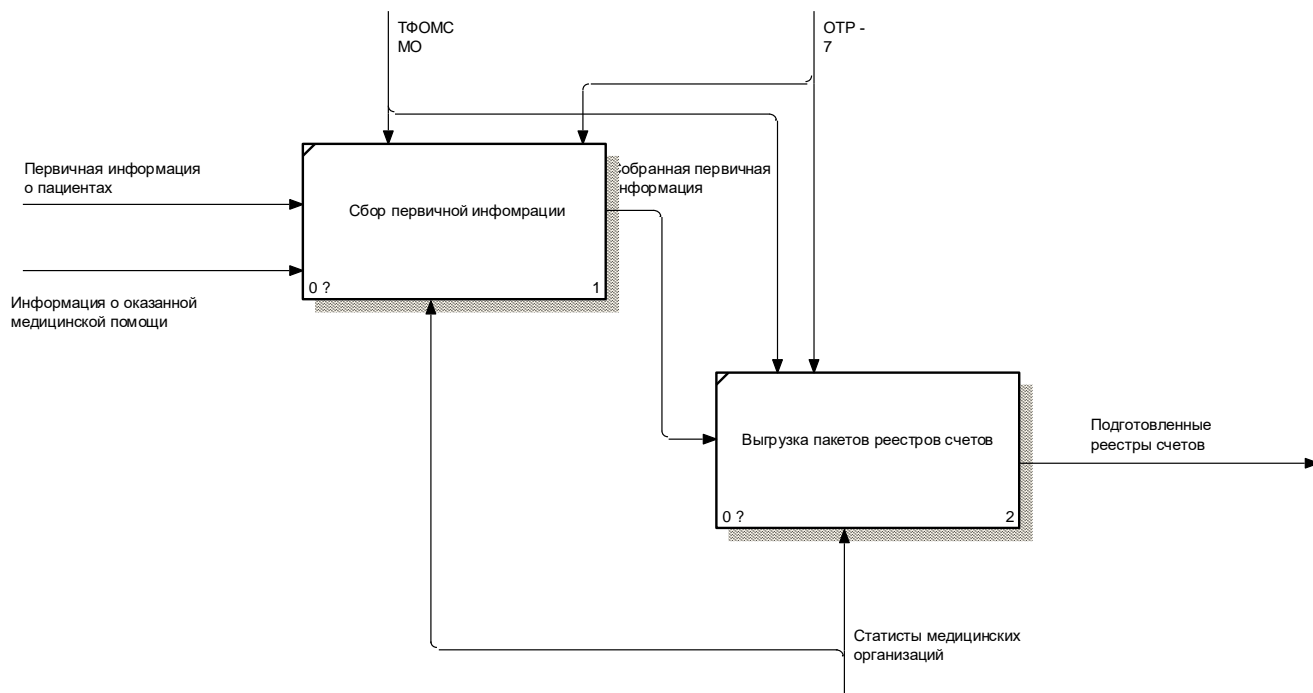 ТФОМС
МО
ОТР -
7
Первичная информация
о пациентах
Сбор первичной инфомрации
0 ?
1
обранная первичная
нформация
Информация о оказанной
медицинской помощи
Выгрузка пакетов реестров счетов
0 ?
2
Подготовленные
реестры счетов
Статисты медицинских
организаций